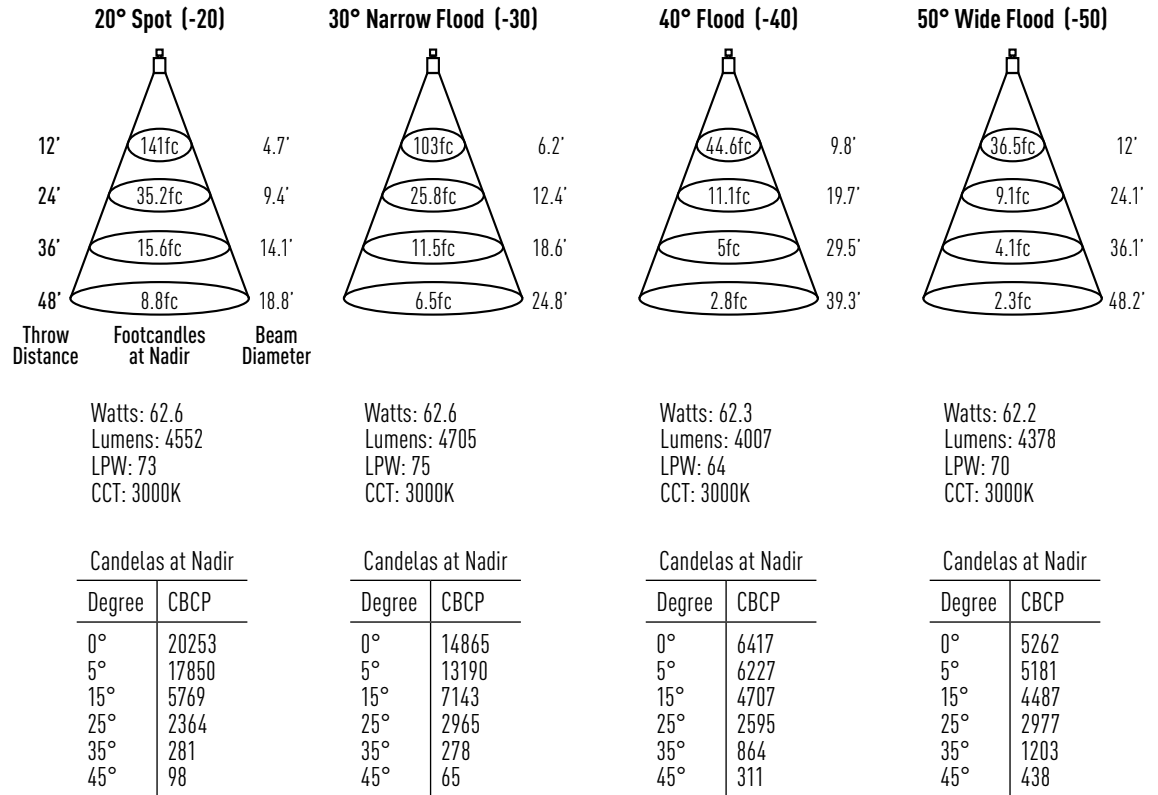 20° Spot (-20)
30° Narrow Flood (-30)
40° Flood (-40)
50° Wide Flood (-50)
12' 141fc 4.7' 103fc 6.2' 44.6fc 9.8' 36.5fc 12'
24' 35.2fc 9.4' 25.8fc 12.4' 11.1fc 19.7' 9.1fc 24.1'
36' 15.6fc 14.1' 11.5fc 18.6' 5fc 29.5' 4.1fc 36.1'
48' 8.8fc 18.8' 6.5fc 24.8' 2.8fc 39.3' 2.3fc 48.2'
Throw
Distance
Footcandles
at Nadir
Beam
Diameter
Watts: 62.6
Lumens: 4552
LPW: 73
CCT: 3000K
Watts: 62.6
Lumens: 4705
LPW: 75
CCT: 3000K
Watts: 62.3
Lumens: 4007
LPW: 64
CCT: 3000K
Watts: 62.2
Lumens: 4378
LPW: 70
CCT: 3000K
Candelas at Nadir
Degree CBCP
0° 20253
5° 17850
15° 5769
25° 2364
35° 281
45° 98
Candelas at Nadir
Degree CBCP
0° 14865
5° 13190
15° 7143
25° 2965
35° 278
45° 65
Candelas at Nadir
Degree CBCP
0° 6417
5° 6227
15° 4707
25° 2595
35° 864
45° 311
Candelas at Nadir
Degree CBCP
0° 5262
5° 5181
15° 4487
25° 2977
35° 1203
45° 438